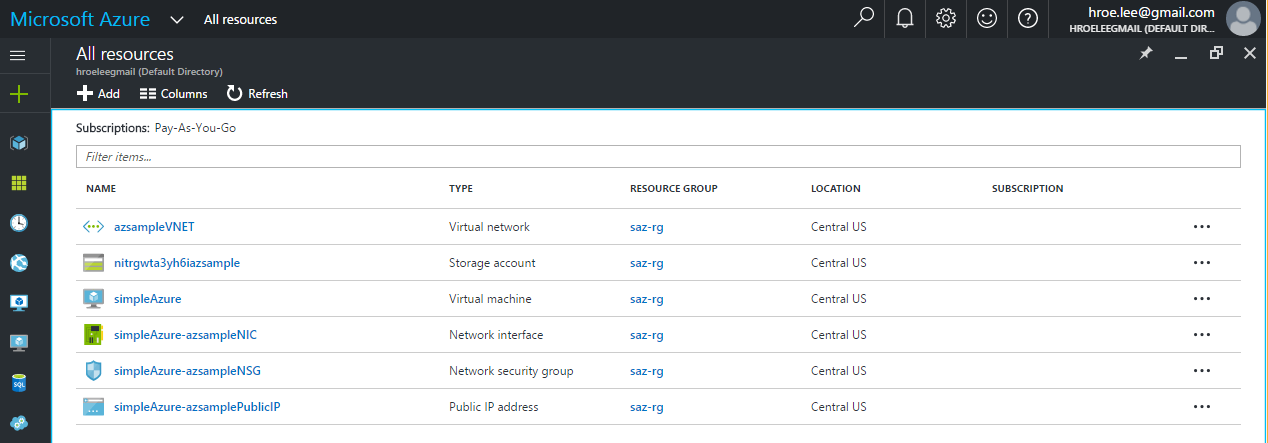 Microsoft Azure All resources hroe.lee@gmail.com
HROELEEGMAIL (DEFAULT DIR...
All resources
hroeleegmail (Default Directory)
Add Columns Refresh
Subscriptions: Pay-As-You-Go
Filter items...
NAME TYPE RESOURCE GROUP LOCATION SUBSCRIPTION
azsampleVNET Virtual network saz-rg Central US
nitrgwta3yh6iazsample Storage account saz-rg Central US
simpleAzure Virtual machine saz-rg Central US
simpleAzure-azsampleNIC Network interface saz-rg Central US
simpleAzure-azsampleNSG Network security group saz-rg Central US
SQL
simpleAzure-azsamplePublicIP Public IP address saz-rg Central US